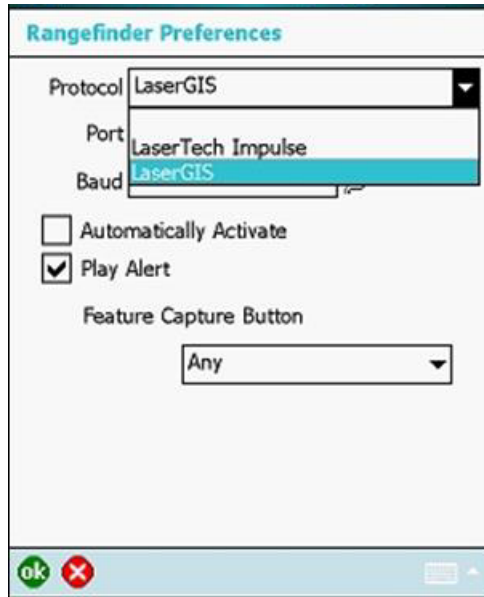 Rangefinder Preferences
Protocol LaserGIS
Port
LaserTech Impulse
Baud LaserGIS
Automatically Activate
Play Alert
Feature Capture Button
Any
ok